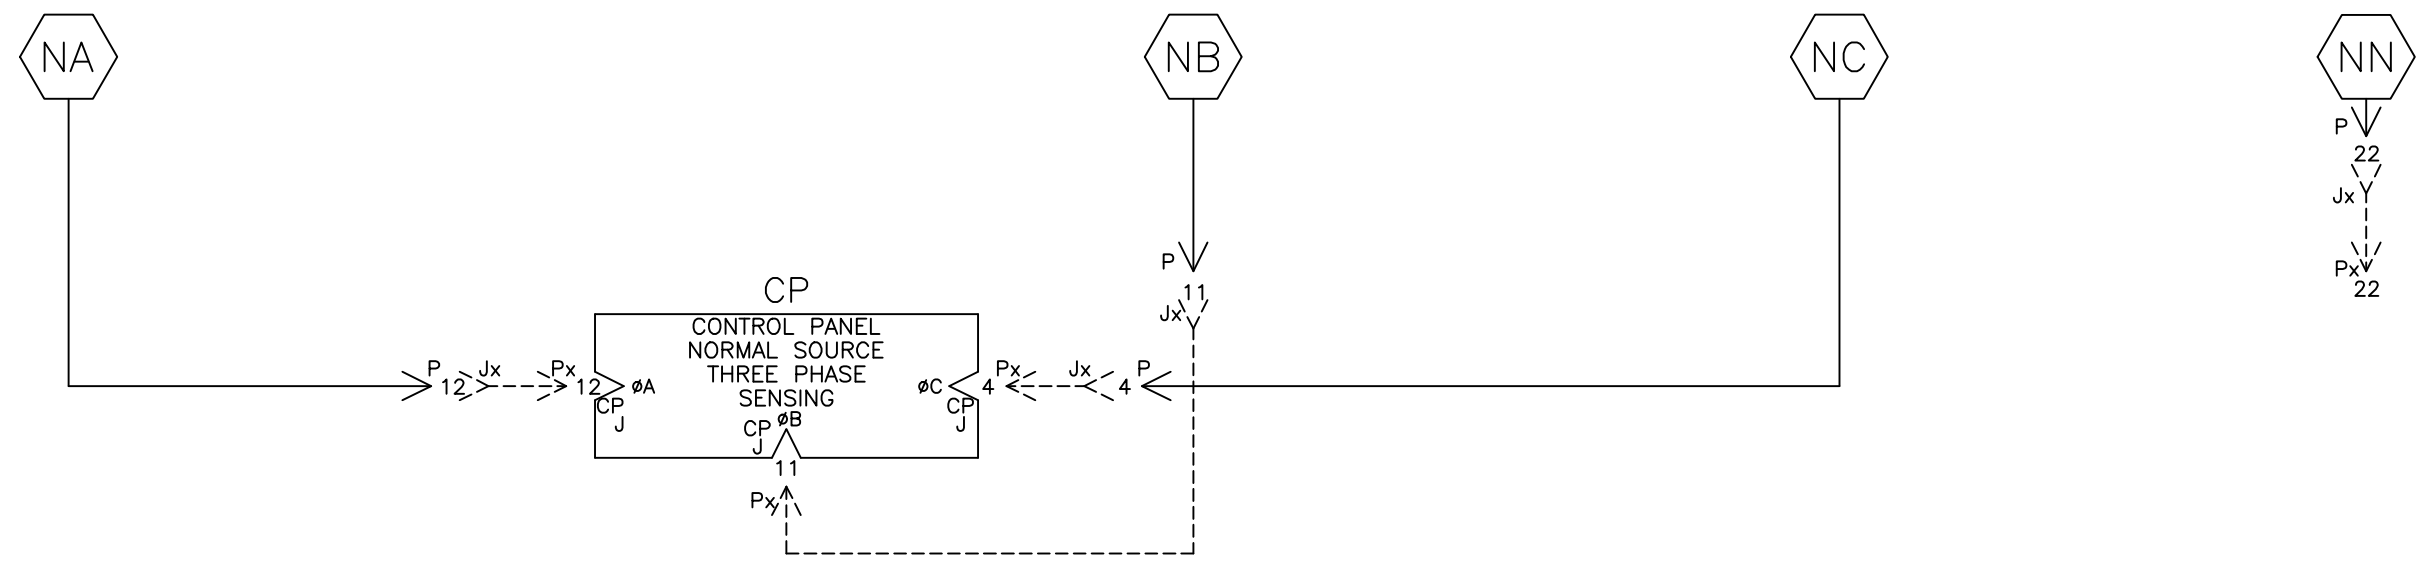 NA
NB
NC
NN
P
22
Jx
Px
22
P
11
Jx
CP
CONTROL PANEL
NORMAL SOURCE
THREE PHASE
SENSING
P
12
Jx
Px
12
øA
CP
J
øC
4
Px
Jx
4
P
CP
J
øB
CP
J
11
Px